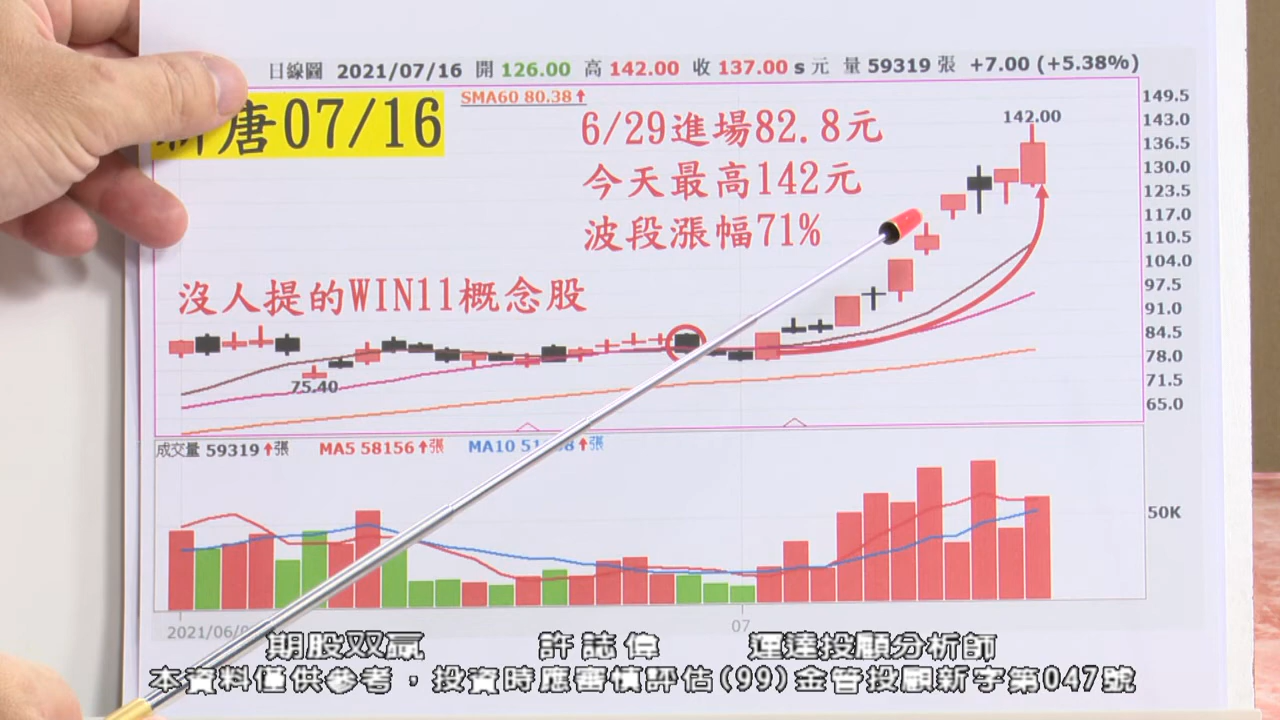 日線圖 2021/07/16 開 126.00 高 142.00 收 137.00 s 元 量 59319 張 +7.00 (+5.38%)
SMA60 80.38↑
唐07/16
6/29進場82.8元
今天最高142元
波段漲幅71%
沒人提的WIN11概念股
142.00
75.40
149.5
143.0
136.5
130.0
123.5
117.0
110.5
104.0
97.5
91.0
84.5
78.0
71.5
65.0
成交量 59319↑張 MA5 58156↑張 MA10 ↑張
50K
2021/06/ 07
期股双贏 許誌偉 運達投顧分析師
本資料僅供參考，投資時應審慎評估(99)金管投顧新字第047號